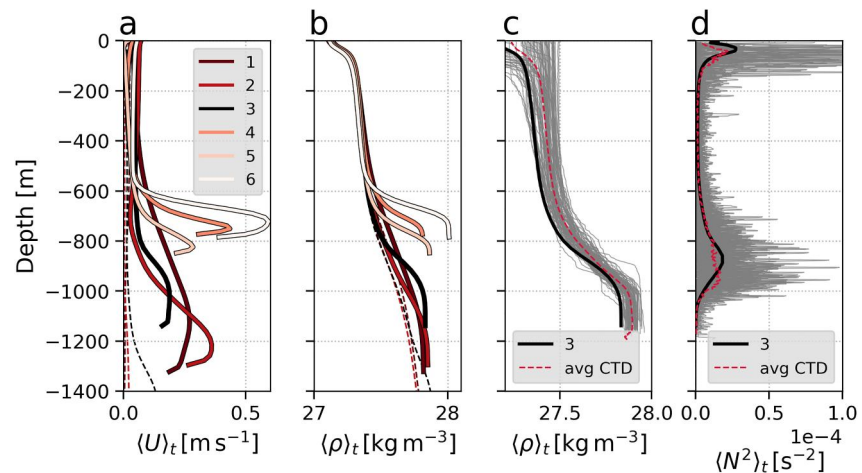 a
b
c
d
0
−200
−400
−600
−800
−1000
−1200
−1400
Depth [m]
1
2
3
4
5
6
3
avg CTD
3
avg CTD
0.0
0.5
27
28
27.5
28.0
0.0
0.5
1.0
1e−4
⟨U⟩t [m s−1]
⟨ρ⟩t [kg m−3]
⟨ρ⟩t [kg m−3]
⟨N2⟩t [s−2]